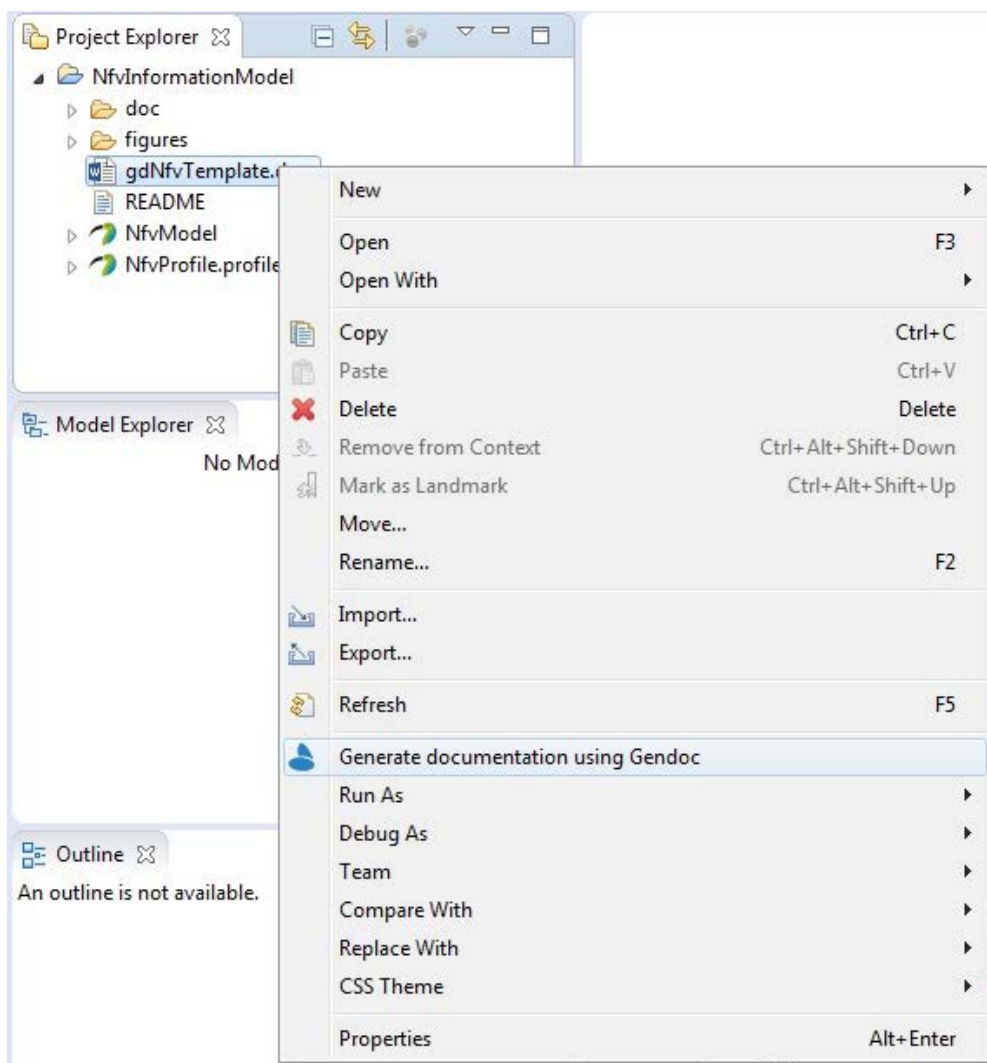 Project Explorer
NfvInformationModel
doc
figures
gdNfvTemplate.
README
NfvModel
NfvProfile.profile
Model Explorer
No Mod
Outline
An outline is not available.
New
Open F3
Open With
Copy Ctrl+C
Paste Ctrl+V
Delete Delete
Remove from Context Ctrl+Alt+Shift+Down
Mark as Landmark Ctrl+Alt+Shift+Up
Move...
Rename... F2
Import...
Export...
Refresh F5
Generate documentation using Gendoc
Run As
Debug As
Team
Compare With
Replace With
CSS Theme
Properties Alt+Enter